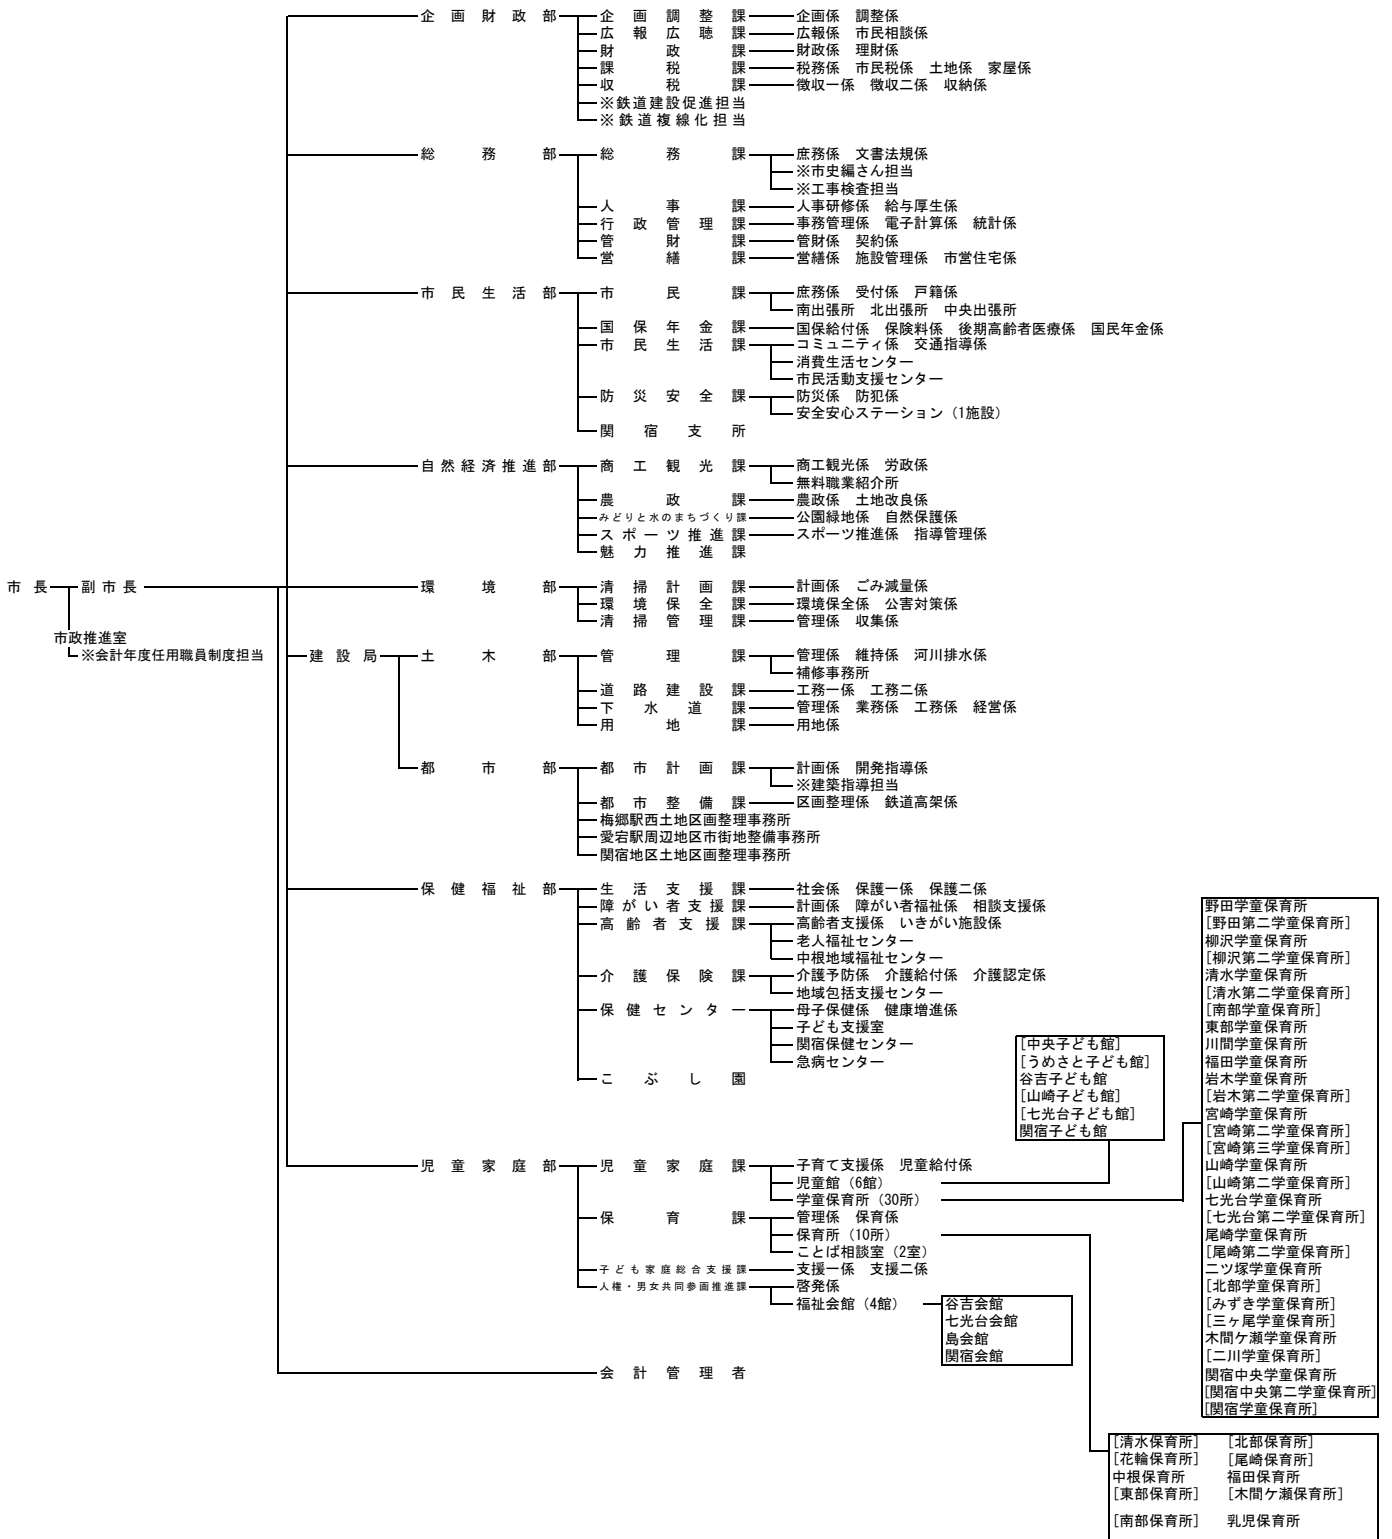 企画財政部 企画調整課 企画係 調整係
広報広聴課 広報係 市民相談係
財政課 財政係 理財係
課税課 税務係 市民税係 土地係 家屋係
収税課 徴収一係 徴収二係 収納係
※鉄道建設促進担当
※鉄道複線化担当
総務部 総務課 庶務係 文書法規係
※市史編さん担当
※工事検査担当
人事課 人事研修係 給与厚生係
行政管理課 事務管理係 電子計算係 統計係
管財課 管財係 契約係
営繕課 営繕係 施設管理係 市営住宅係
市民生活部 市民課 庶務係 受付係 戸籍係
南出張所 北出張所 中央出張所
国保年金課 国保給付係 保険料係 後期高齢者医療係 国民年金係
市民生活課 コミュニティ係 交通指導係
消費生活センター
市民活動支援センター
防災安全課 防災係 防犯係
安全安心ステーション（1施設）
関宿支所
自然経済推進部 商工観光課 商工観光係 労政係
無料職業紹介所
農政課 農政係 土地改良係
みどりと水のまちづくり課 公園緑地係 自然保護係
スポーツ推進課 スポーツ推進係 指導管理係
魅力推進課
市長 副市長 環境部 清掃計画課 計画係 ごみ減量係
環境保全課 環境保全係 公害対策係
清掃管理課 管理係 収集係
市政推進室
※会計年度任用職員制度担当 建設局 土木部 管理課 管理係 維持係 河川排水係
補修事務所
道路建設課 工務一係 工務二係
下水道課 管理係 業務係 工務係 経営係
用地課 用地係
都市部 都市計画課 計画係 開発指導係
※建築指導担当
都市整備課 区画整理係 鉄道高架係
梅郷駅西土地区画整理事務所
愛宕駅周辺地区市街地整備事務所
関宿地区土地区画整理事務所
保健福祉部 生活支援課 社会係 保護一係 保護二係
障がい者支援課 計画係 障がい者福祉係 相談支援係
高齢者支援課 高齢者支援係 いきがい施設係
老人福祉センター
中根地域福祉センター
介護保険課 介護予防係 介護給付係 介護認定係
地域包括支援センター
保健センター 母子保健係 健康増進係
子ども支援室
関宿保健センター
急病センター
こぶし園
児童家庭部 児童家庭課 子育て支援係 児童給付係
児童館（6館）
学童保育所（30所）
保育課 管理係 保育係
保育所（10所）
ことば相談室（2室）
子ども家庭総合支援課 支援一係 支援二係
人権・男女共同参画推進課 啓発係
福祉会館（4館）
谷吉会館
七光台会館
島会館
関宿会館
会計管理者
[中央子ども館]
[うめさと子ども館]
谷吉子ども館
[山崎子ども館]
[七光台子ども館]
関宿子ども館
野田学童保育所
[野田第二学童保育所]
柳沢学童保育所
[柳沢第二学童保育所]
清水学童保育所
[清水第二学童保育所]
[南部学童保育所]
東部学童保育所
川間学童保育所
福田学童保育所
岩木学童保育所
[岩木第二学童保育所]
宮崎学童保育所
[宮崎第二学童保育所]
[宮崎第三学童保育所]
山崎学童保育所
[山崎第二学童保育所]
七光台学童保育所
[七光台第二学童保育所]
尾崎学童保育所
[尾崎第二学童保育所]
二ツ塚学童保育所
[北部学童保育所]
[みずき学童保育所]
[三ヶ尾学童保育所]
木間ケ瀬学童保育所
[二川学童保育所]
関宿中央学童保育所
[関宿中央第二学童保育所]
[関宿学童保育所]
[清水保育所] [北部保育所]
[花輪保育所] [尾崎保育所]
中根保育所 福田保育所
[東部保育所] [木間ケ瀬保育所]
[南部保育所] 乳児保育所